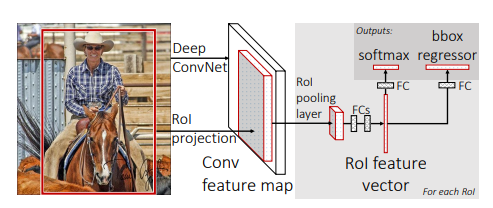 Deep
ConvNet
RoI
projection
Conv
feature map
RoI
pooling
layer
FCs
RoI feature
vector
Outputs:
softmax
bbox
regressor
FC
FC
For each RoI